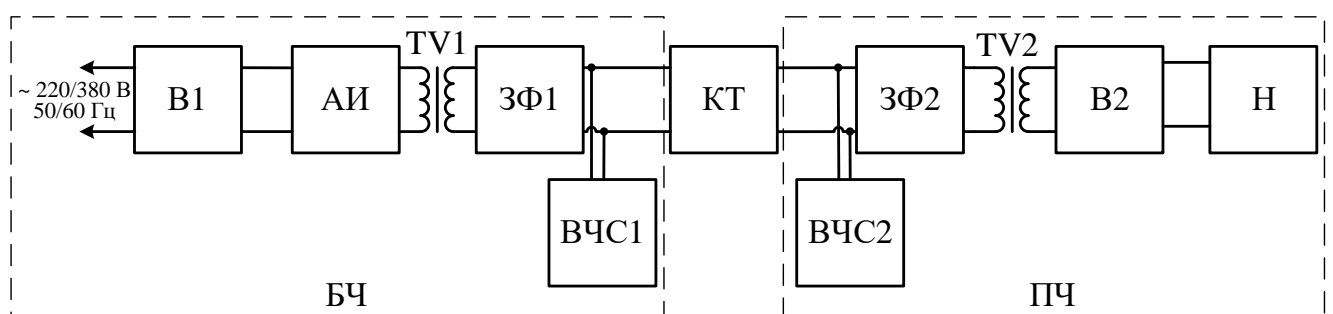 TV1
TV2
~ 220/380 В
50/60 Гц
В1
АИ
ЗФ1
КТ
ЗФ2
В2
Н
ВЧС1
ВЧС2
БЧ
ПЧ